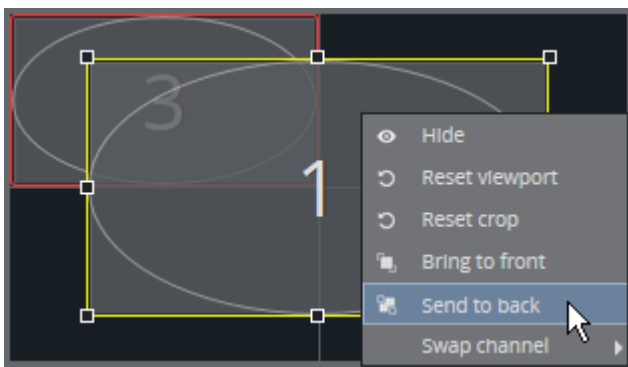 3
1
Hide
Reset viewport
Reset crop
Bring to front
Send to back
Swap channel